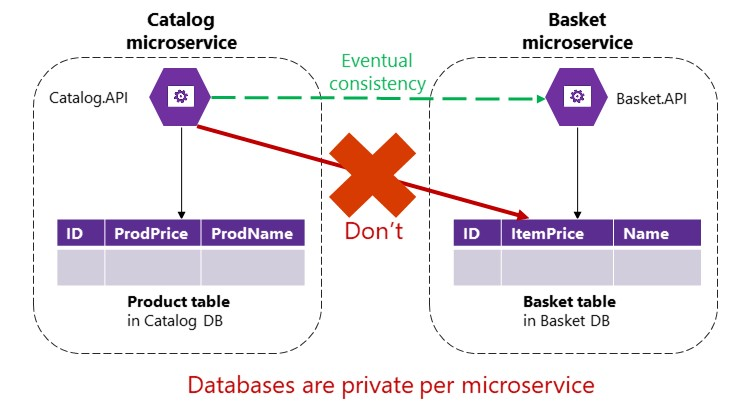 Catalog
microservice
Basket
microservice
Eventual
consistency
Catalog.API
Basket.API
Don't
ID ProdPrice ProdName
ID ItemPrice Name
Product table
in Catalog DB
Basket table
in Basket DB
Databases are private per microservice